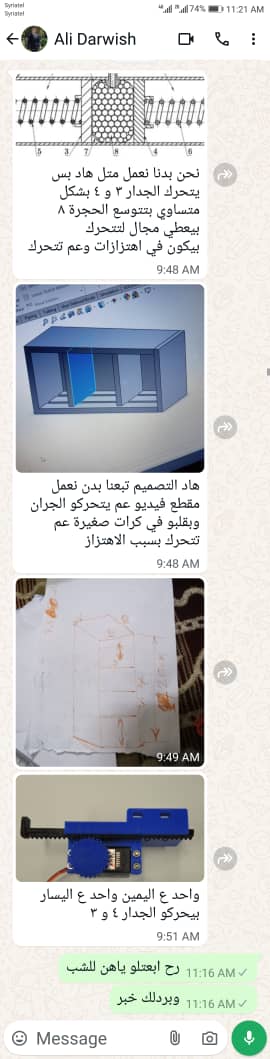 Syriatel
Syriatel
74%
11:21 AM
Ali Darwish
5 3 7 8 4 6
نحن بدنا نعمل متل هاد بس
يتحرك الجدار ٣ و ٤ بشكل
متساوي بتتوسع الحجرة ٨
بيعطي مجال لتتحرك
بيكون في اهتزازات وعم تتحرك
9:48 AM
هاد التصميم تبعنا بدن نعمل
مقطع فيديو عم يتحركو الجران
وبقلبو في كرات صغيرة عم
تتحرك بسبب الاهتزاز
9:48 AM
9:49 AM
واحد ع اليمين واحد ع اليسار
بيحركو الجدار ٤ و ٣
9:51 AM
رح ابعتلو ياهن للشب
11:16 AM
وبردلك خبر
11:16 AM
Message